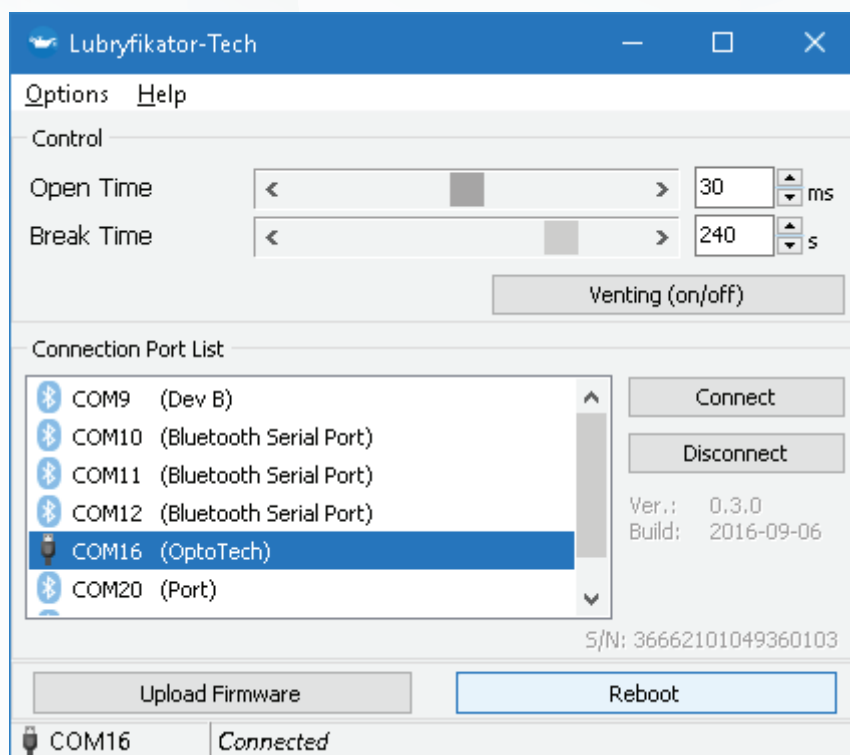 Lubryfikator-Tech
Options Help
Control
Open Time 30 ms
Break Time 240 s
Venting (on/off)
Connection Port List
COM9 (Dev B)
COM10 (Bluetooth Serial Port)
COM11 (Bluetooth Serial Port)
COM12 (Bluetooth Serial Port)
COM16 (OptoTech)
COM20 (Port)
Connect
Disconnect
Ver.: 0.3.0
Build: 2016-09-06
S/N: 36662101049360103
Upload Firmware Reboot
COM16 Connected